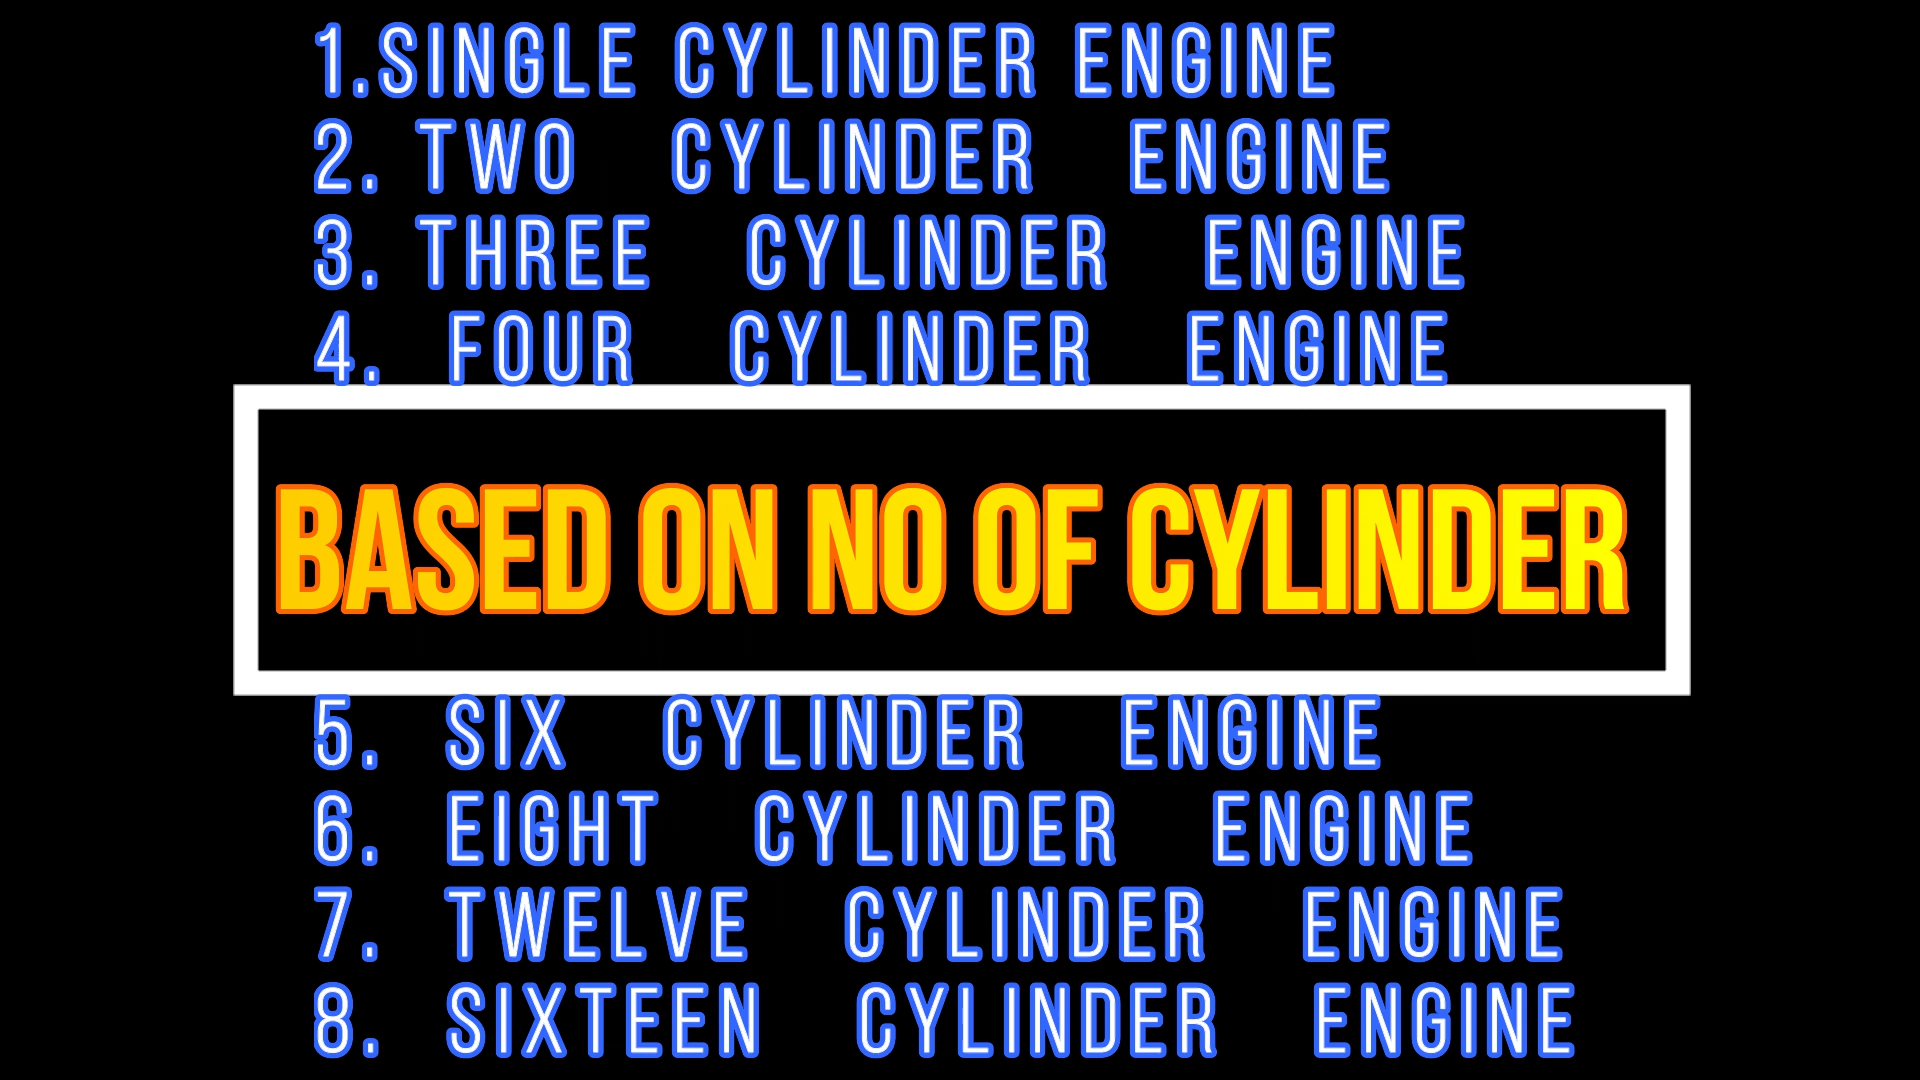 1.SINGLE CYLINDER ENGINE
2. TWO CYLINDER ENGINE
3. THREE CYLINDER ENGINE
4. FOUR CYLINDER ENGINE
BASED ON NO OF CYLINDER
5. SIX CYLINDER ENGINE
6. EIGHT CYLINDER ENGINE
7. TWELVE CYLINDER ENGINE
8. SIXTEEN CYLINDER ENGINE